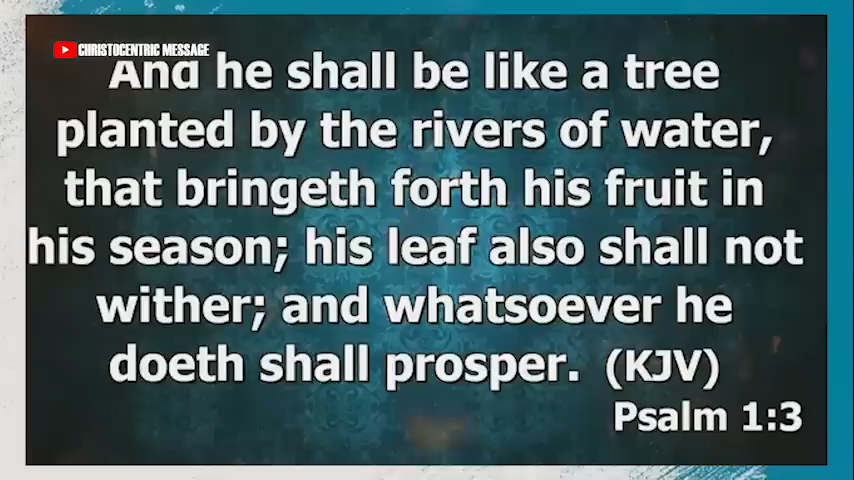 CHRISTOCENTRIC MESSAGE
And he shall be like a tree
planted by the rivers of water,
that bringeth forth his fruit in
his season; his leaf also shall not
wither; and whatsoever he
doeth shall prosper. (KJV)
Psalm 1:3